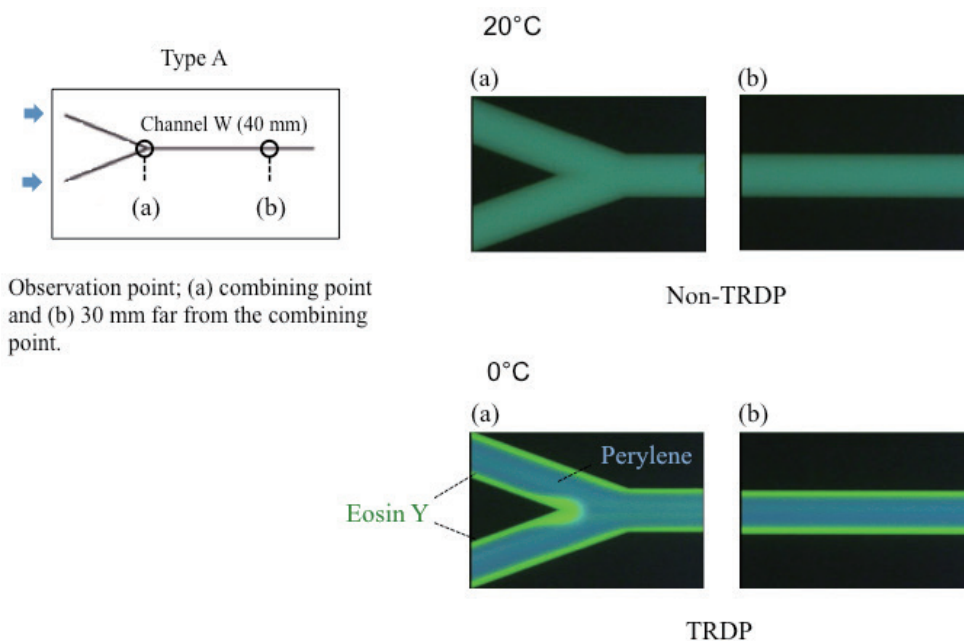 Type A
Channel W (40 mm)
(a)
(b)
Observation point; (a) combining point
and (b) 30 mm far from the combining
point.
20°C
(a)
(b)
Non-TRDP
0°C
(a)
(b)
Perylene
Eosin Y
TRDP